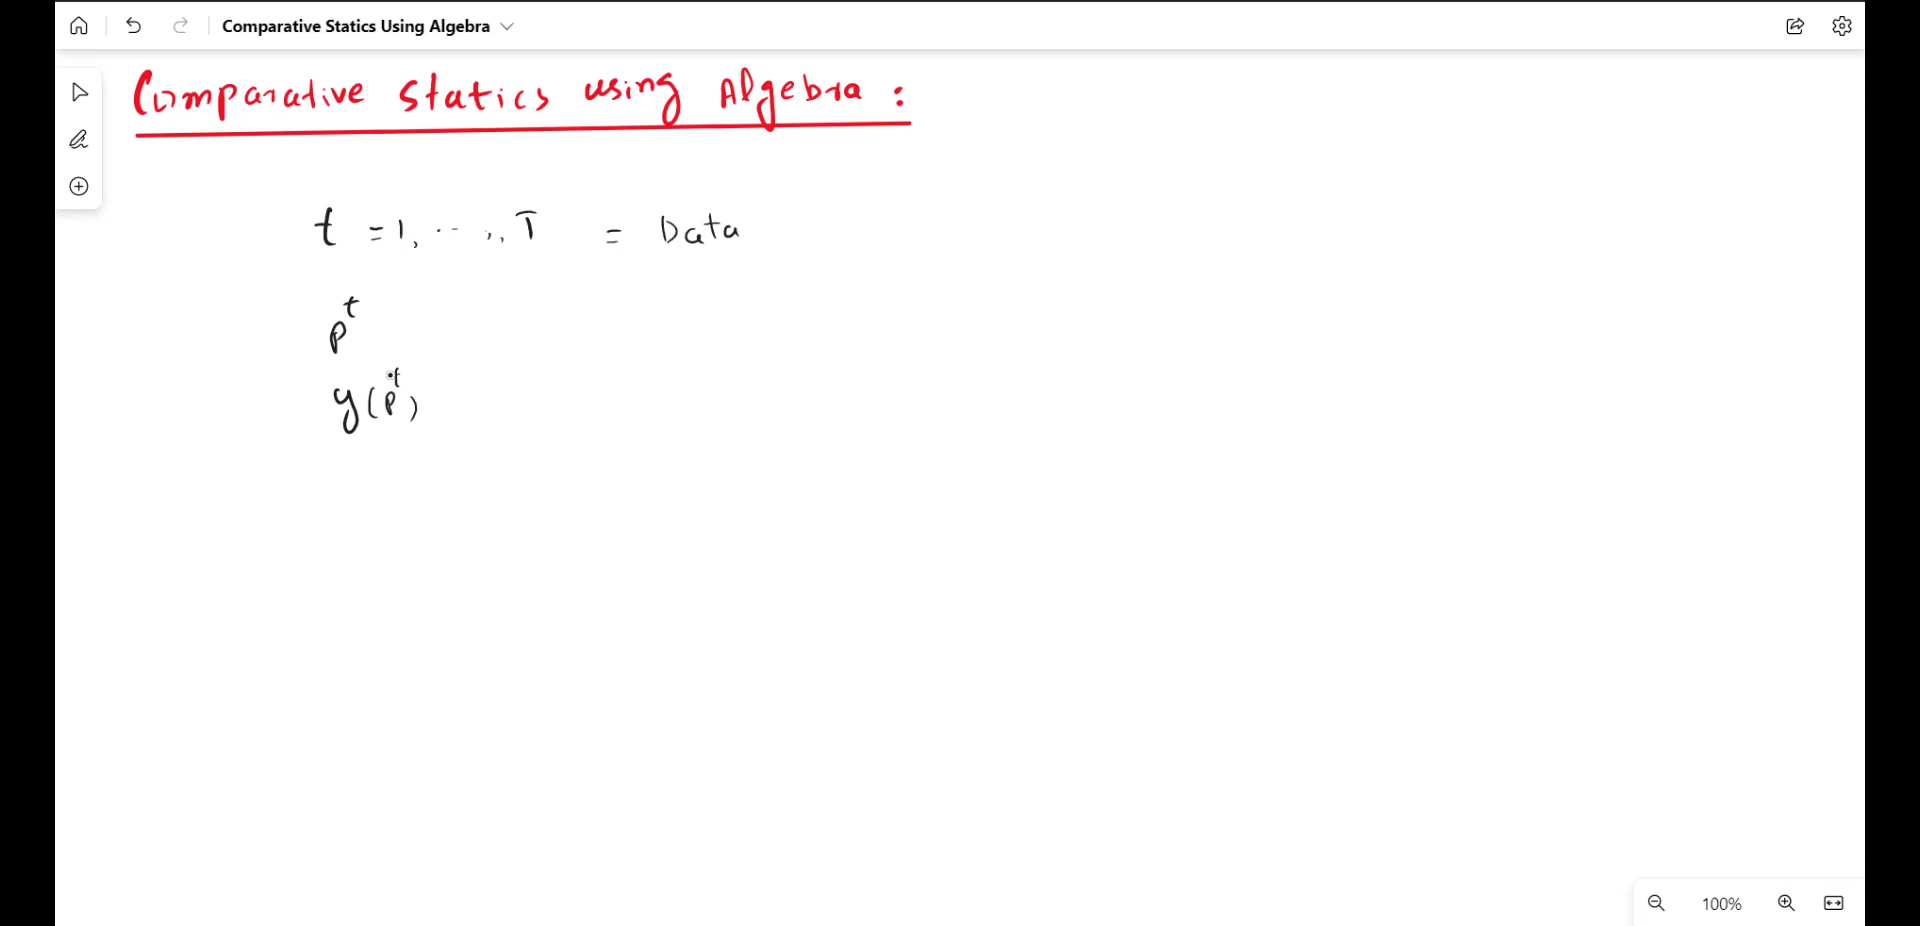 Comparative Statics Using Algebra
Comparative Statics using Algebra :
t = 1, ....., T = Data
p^t
y(p^t)
100%